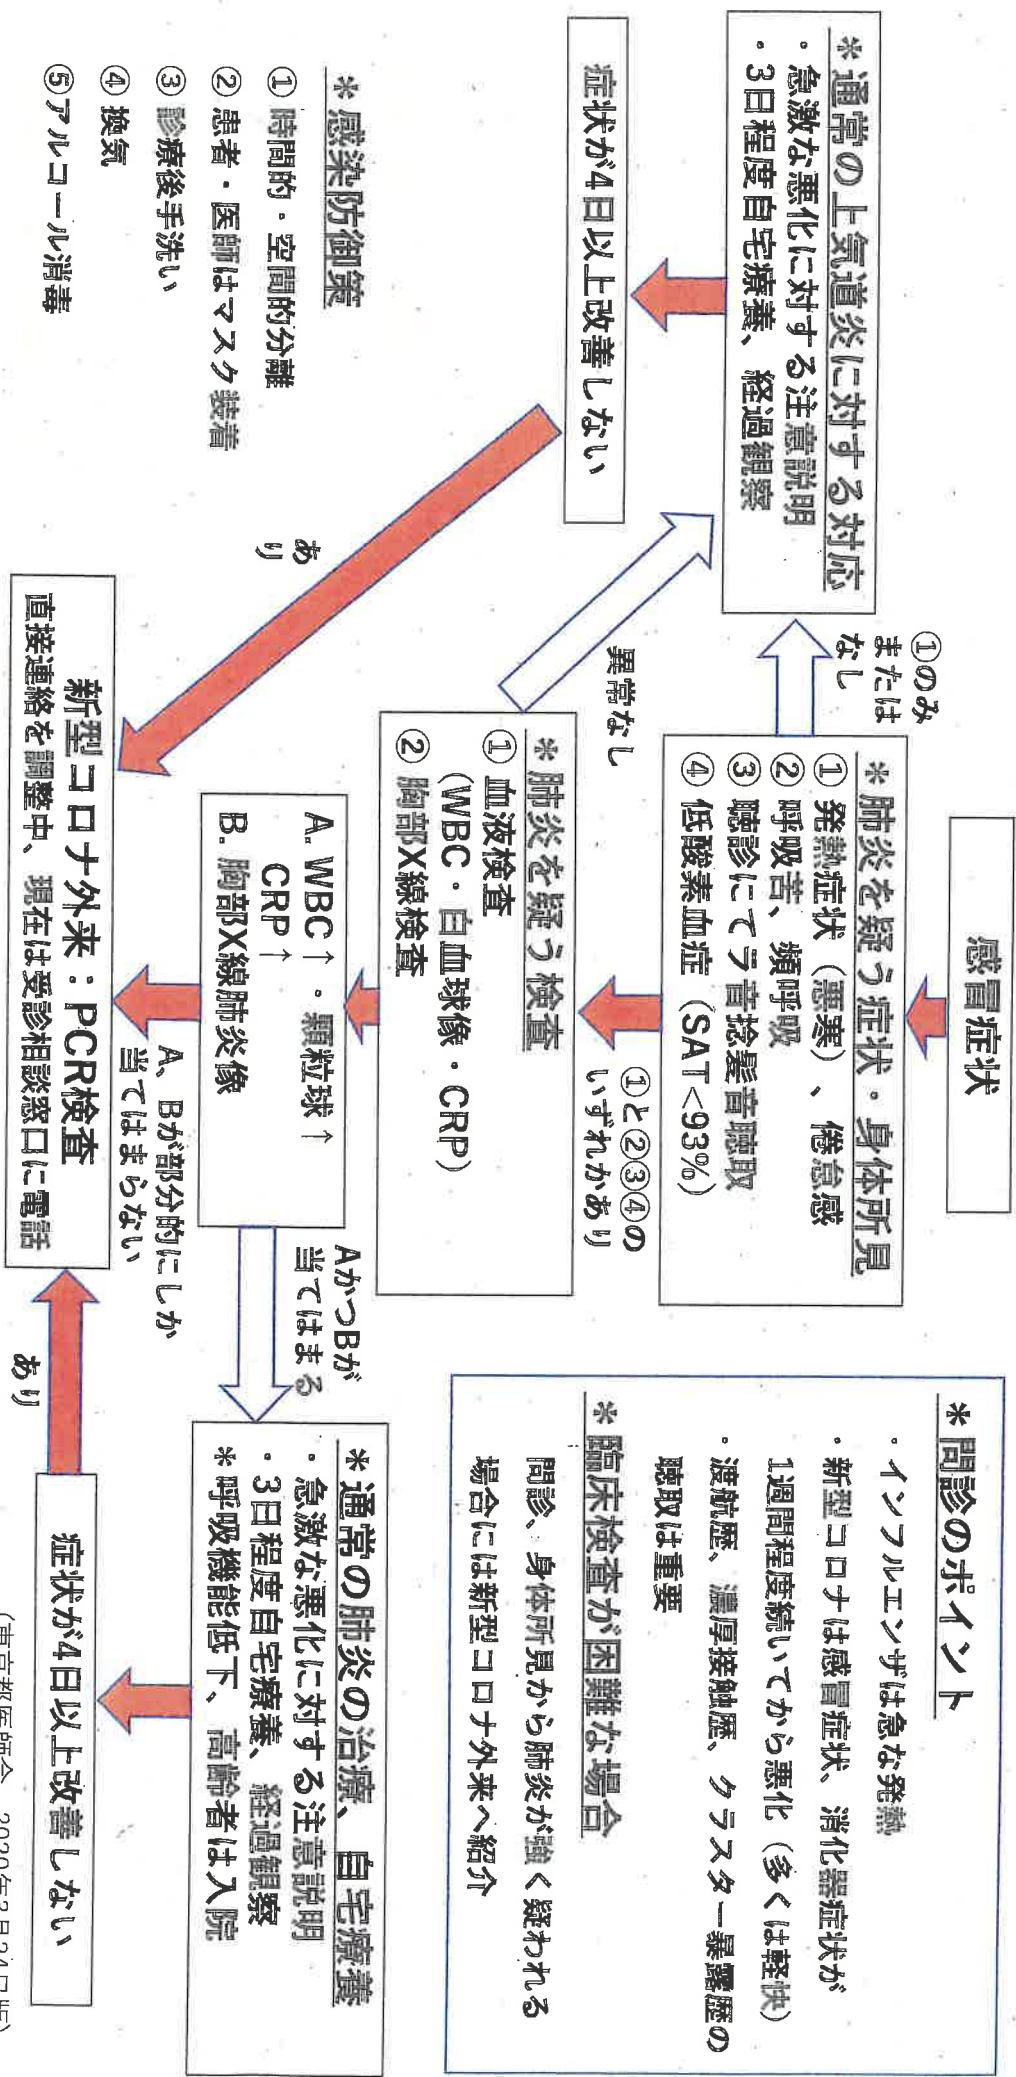 感冒症状
＊肺炎を疑う症状・身体所見
① 発熱症状（悪寒）、倦怠感
② 呼吸苦、頻呼吸
③ 聴診にてラ音捻髪音聴取
④ 低酸素血症（SAT<93%）
①のみ
または
なし
＊通常の上気道炎に対する対応
・急激な悪化に対する注意説明
・3日程度自宅療養、経過観察
症状が4日以上改善しない
あり
①と②③④の
いずれかあり
＊肺炎を疑う検査
① 血液検査
(WBC・白血球像・CRP)
② 胸部X線検査
異常なし
A. WBC↑・顆粒球↑
CRP↑
B. 胸部X線肺炎像
AかつBが
当てはまる
A、Bが部分的にしか
当てはまらない
新型コロナ外来：PCR検査
直接連絡を調整中、現在は受診相談窓口に電話
＊通常の肺炎の治療、自宅療養
・急激な悪化に対する注意説明
・3日程度自宅療養、経過観察
＊呼吸機能低下、高齢者は入院
症状が4日以上改善しない
あり
＊問診のポイント
・インフルエンザは急な発熱
・新型コロナは感冒症状、消化器症状が
1週間程度続いてから悪化（多くは軽快）
・渡航歴、濃厚接触歴、クラスター暴露歴の
聴取は重要
＊臨床検査が困難な場合
問診、身体所見から肺炎が強く疑われる
場合には新型コロナ外来へ紹介
＊感染防御策
① 時間的・空間的分離
② 患者・医師はマスク装着
③ 診療後手洗い
④ 換気
⑤アルコール消毒
（東京都医師会 2020年3月24日版）